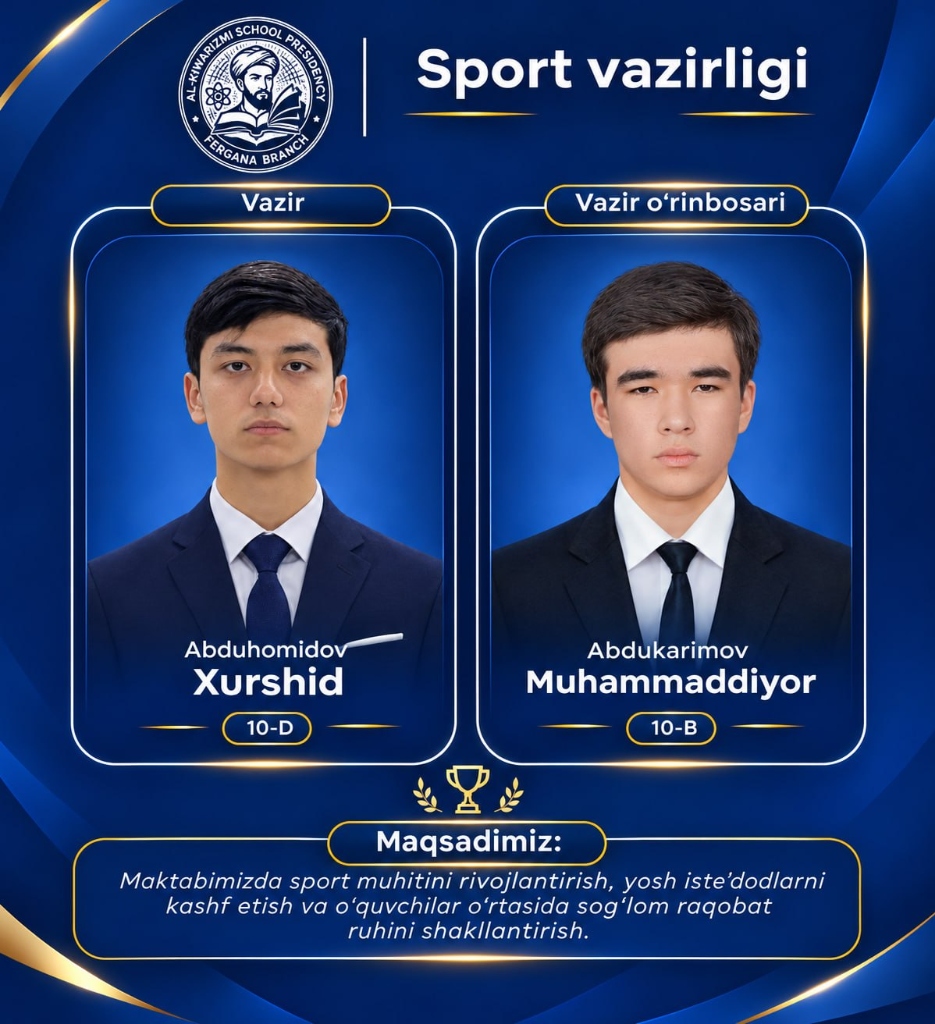 AL-KIWARIZMI SCHOOL PRESIDENCY
FERGANA BRANCH
Sport vazirligi
Vazir
Vazir o‘rinbosari
Abduhomidov
Xurshid
10-D
Abdukarimov
Muhammaddiyor
10-B
Maqsadimiz:
Maktabimizda sport muhitini rivojlantirish, yosh iste’dodlarni
kashf etish va o‘quvchilar o‘rtasida sog‘lom raqobat
ruhini shakllantirish.